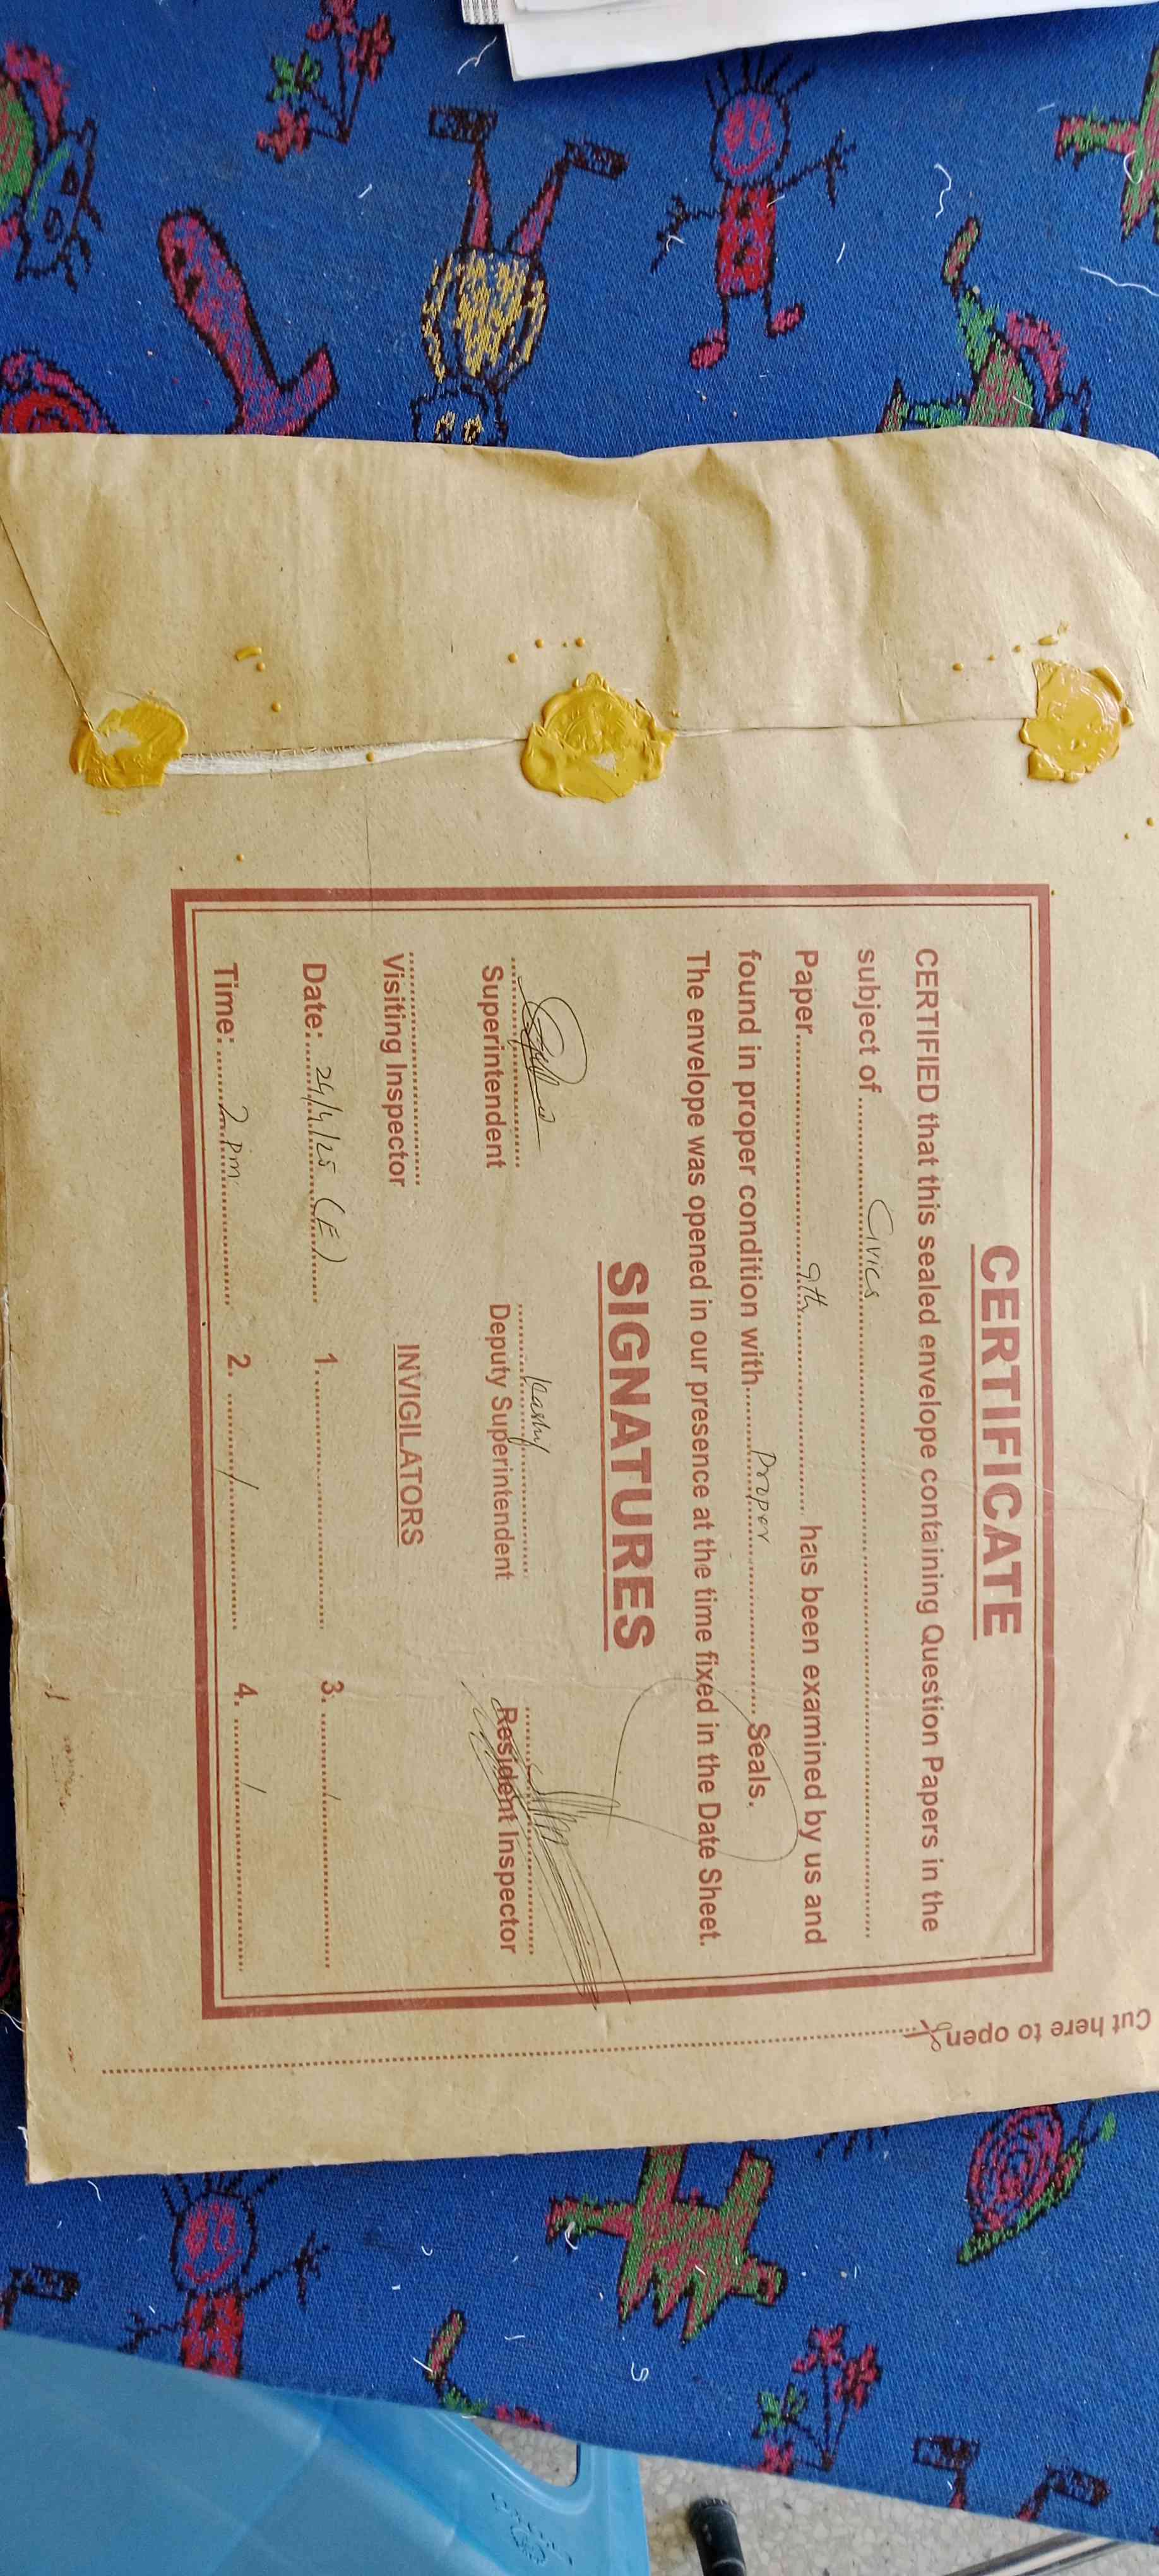 CERTIFICATE
CERTIFIED that this sealed envelope containing Question Papers in the
subject of Civics
Paper 9th has been examined by us and
found in proper condition with Proper Seals.
The envelope was opened in our presence at the time fixed in the Date Sheet.
SIGNATURES
Superintendent Deputy Superintendent Resident Inspector
Visiting Inspector INVIGILATORS
Date: 29/4/25 (E) 1. 3.
Time: 2 pm 2. 4.
Cut here to open